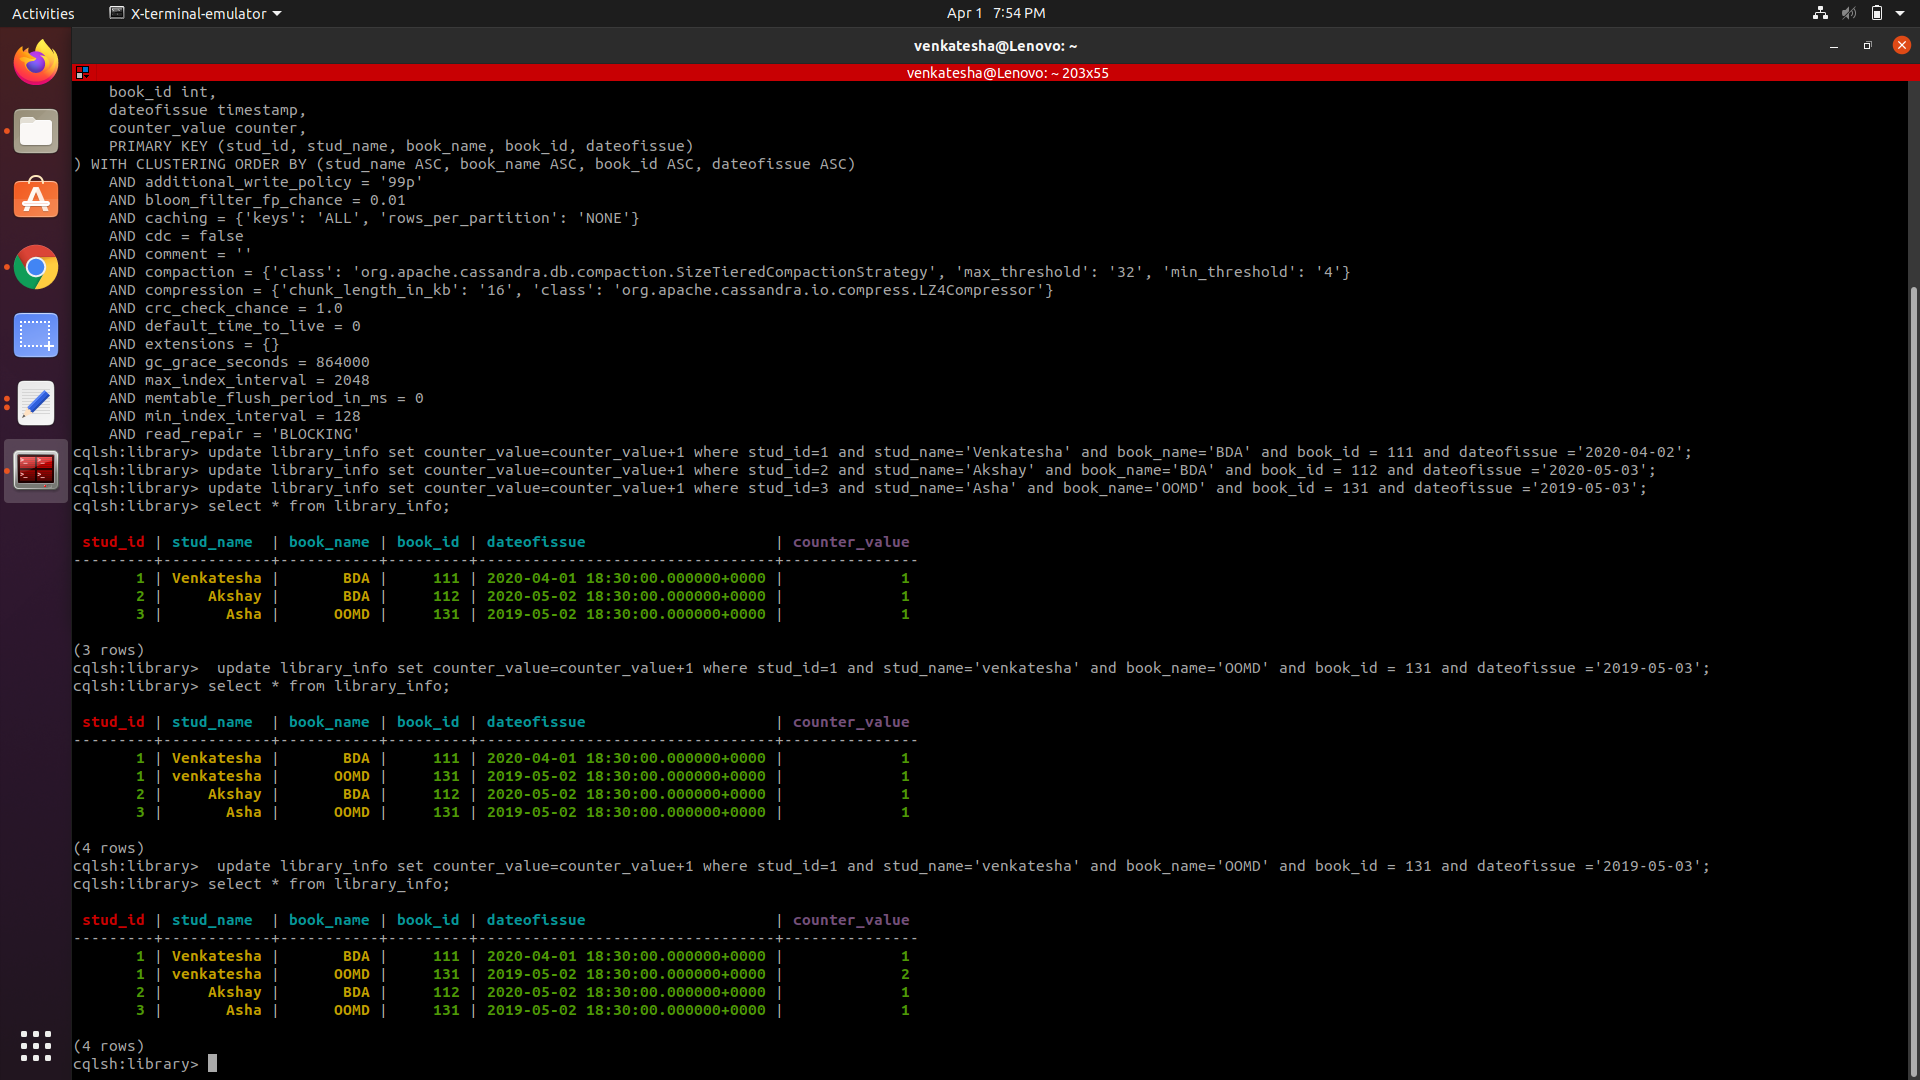 Activities X-terminal-emulator Apr 1 7:54 PM
venkatesha@Lenovo: ~
venkatesha@Lenovo: ~ 203x55
    book_id int,
    dateofissue timestamp,
    counter_value counter,
    PRIMARY KEY (stud_id, stud_name, book_name, book_id, dateofissue)
) WITH CLUSTERING ORDER BY (stud_name ASC, book_name ASC, book_id ASC, dateofissue ASC)
    AND additional_write_policy = '99p'
    AND bloom_filter_fp_chance = 0.01
    AND caching = {'keys': 'ALL', 'rows_per_partition': 'NONE'}
    AND cdc = false
    AND comment = ''
    AND compaction = {'class': 'org.apache.cassandra.db.compaction.SizeTieredCompactionStrategy', 'max_threshold': '32', 'min_threshold': '4'}
    AND compression = {'chunk_length_in_kb': '16', 'class': 'org.apache.cassandra.io.compress.LZ4Compressor'}
    AND crc_check_chance = 1.0
    AND default_time_to_live = 0
    AND extensions = {}
    AND gc_grace_seconds = 864000
    AND max_index_interval = 2048
    AND memtable_flush_period_in_ms = 0
    AND min_index_interval = 128
    AND read_repair = 'BLOCKING'
cqlsh:library> update library_info set counter_value=counter_value+1 where stud_id=1 and stud_name='Venkatesha' and book_name='BDA' and book_id = 111 and dateofissue ='2020-04-02';
cqlsh:library> update library_info set counter_value=counter_value+1 where stud_id=2 and stud_name='Akshay' and book_name='BDA' and book_id = 112 and dateofissue ='2020-05-03';
cqlsh:library> update library_info set counter_value=counter_value+1 where stud_id=3 and stud_name='Asha' and book_name='OOMD' and book_id = 131 and dateofissue ='2019-05-03';
cqlsh:library> select * from library_info;
 stud_id | stud_name  | book_name | book_id | dateofissue                     | counter_value
---------+------------+-----------+---------+---------------------------------+---------------
       1 | Venkatesha |       BDA |     111 | 2020-04-01 18:30:00.000000+0000 |             1
       2 |     Akshay |       BDA |     112 | 2020-05-02 18:30:00.000000+0000 |             1
       3 |       Asha |      OOMD |     131 | 2019-05-02 18:30:00.000000+0000 |             1
(3 rows)
cqlsh:library>  update library_info set counter_value=counter_value+1 where stud_id=1 and stud_name='venkatesha' and book_name='OOMD' and book_id = 131 and dateofissue ='2019-05-03';
cqlsh:library> select * from library_info;
 stud_id | stud_name  | book_name | book_id | dateofissue                     | counter_value
---------+------------+-----------+---------+---------------------------------+---------------
       1 | Venkatesha |       BDA |     111 | 2020-04-01 18:30:00.000000+0000 |             1
       1 | venkatesha |      OOMD |     131 | 2019-05-02 18:30:00.000000+0000 |             1
       2 |     Akshay |       BDA |     112 | 2020-05-02 18:30:00.000000+0000 |             1
       3 |       Asha |      OOMD |     131 | 2019-05-02 18:30:00.000000+0000 |             1
(4 rows)
cqlsh:library>  update library_info set counter_value=counter_value+1 where stud_id=1 and stud_name='venkatesha' and book_name='OOMD' and book_id = 131 and dateofissue ='2019-05-03';
cqlsh:library> select * from library_info;
 stud_id | stud_name  | book_name | book_id | dateofissue                     | counter_value
---------+------------+-----------+---------+---------------------------------+---------------
       1 | Venkatesha |       BDA |     111 | 2020-04-01 18:30:00.000000+0000 |             1
       1 | venkatesha |      OOMD |     131 | 2019-05-02 18:30:00.000000+0000 |             2
       2 |     Akshay |       BDA |     112 | 2020-05-02 18:30:00.000000+0000 |             1
       3 |       Asha |      OOMD |     131 | 2019-05-02 18:30:00.000000+0000 |             1
(4 rows)
cqlsh:library>